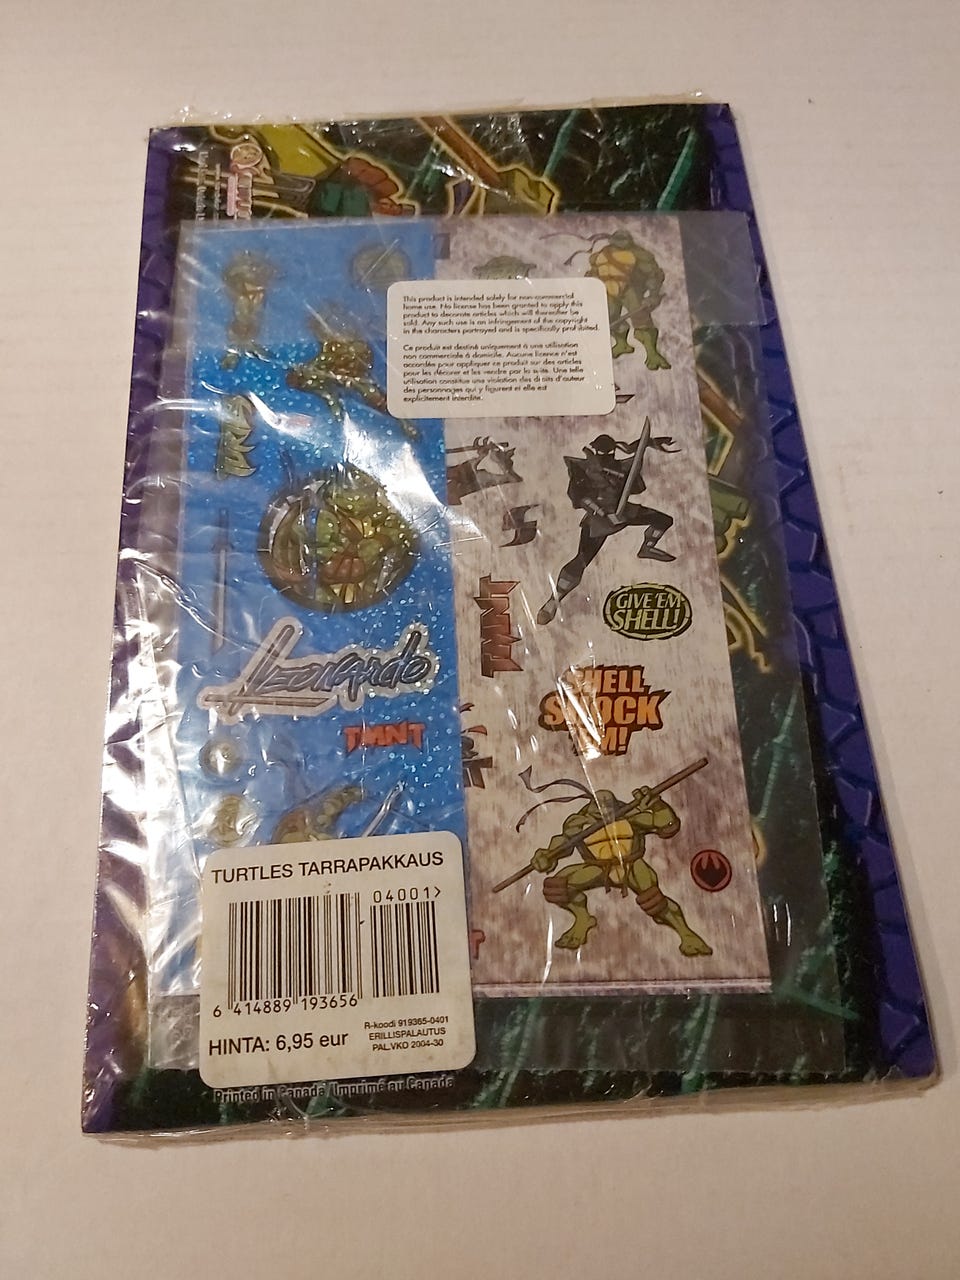 This product is intended solely for non-commercial
home use. No license has been granted to apply this
product to decorate articles which will thereafter be
sold. Any such use is an infringement of the copyright
in the characters portrayed and is specifically prohibited.
Ce produit est destiné uniquement à une utilisation
non commerciale à domicile. Aucune licence n'est
accordée pour appliquer ce produit sur des articles
pour les décorer et les vendre par la suite. Une telle
utilisation constitue une violation des droits d'auteur
des personnages qui y figurent et elle est
explicitement interdite.
TMNT
GIVE 'EM
SHELL!
Leonardo
SHELL
SHOCK
'EM!
TMNT
TURTLES TARRAPAKKAUS
04001>
6 414889 193656
HINTA: 6,95 eur
R-koodi 919365-0401
ERILLISPALAUTUS
PAL.VKO 2004-30
Printed in Canada/Imprimé au Canada